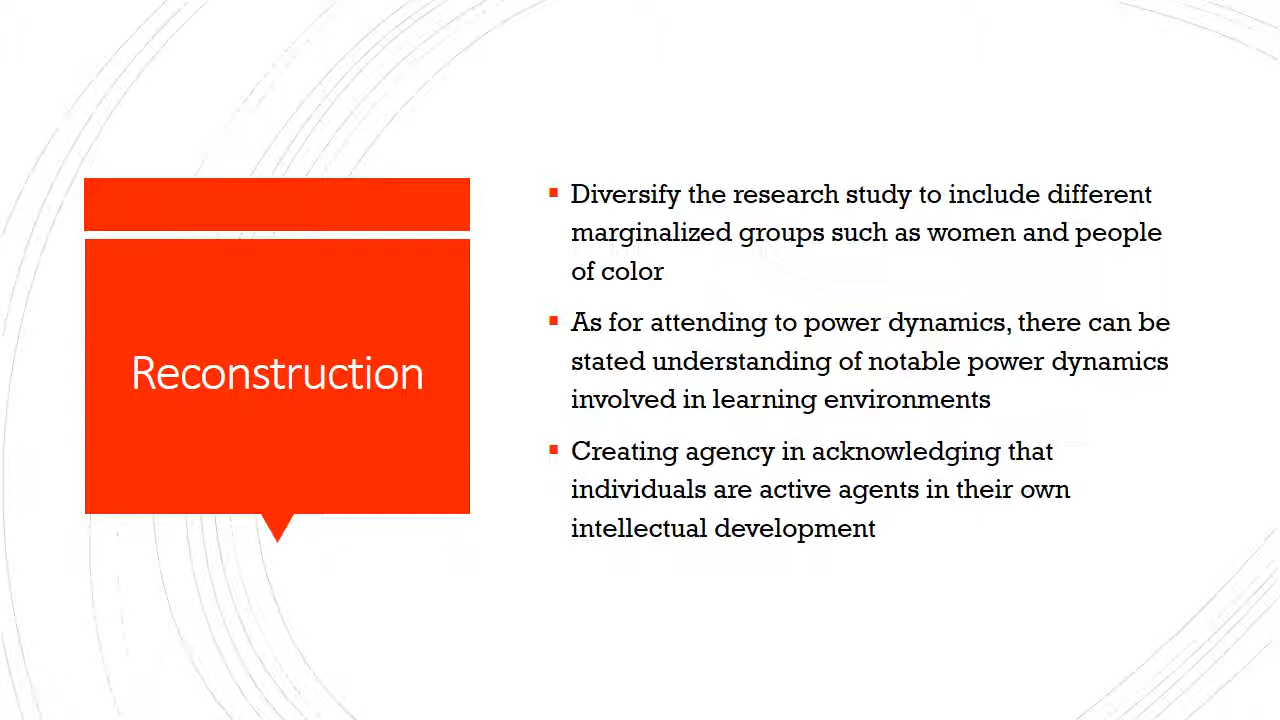 Reconstruction
▪ Diversify the research study to include different
marginalized groups such as women and people
of color
▪ As for attending to power dynamics, there can be
stated understanding of notable power dynamics
involved in learning environments
▪ Creating agency in acknowledging that
individuals are active agents in their own
intellectual development